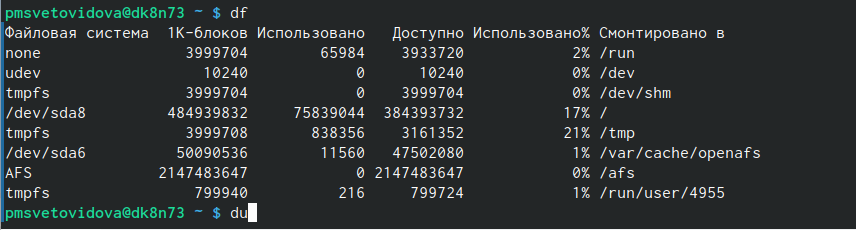 pmsvetovidova@dk8n73 ~ $ df
Файловая система 1K-блоков Использовано Доступно Использовано% Смонтировано в
none 3999704 65984 3933720 2% /run
udev 10240 0 10240 0% /dev
tmpfs 3999704 0 3999704 0% /dev/shm
/dev/sda8 484939832 75839044 384393732 17% /
tmpfs 3999708 838356 3161352 21% /tmp
/dev/sda6 50090536 11560 47502080 1% /var/cache/openafs
AFS 2147483647 0 2147483647 0% /afs
tmpfs 799940 216 799724 1% /run/user/4955
pmsvetovidova@dk8n73 ~ $ du